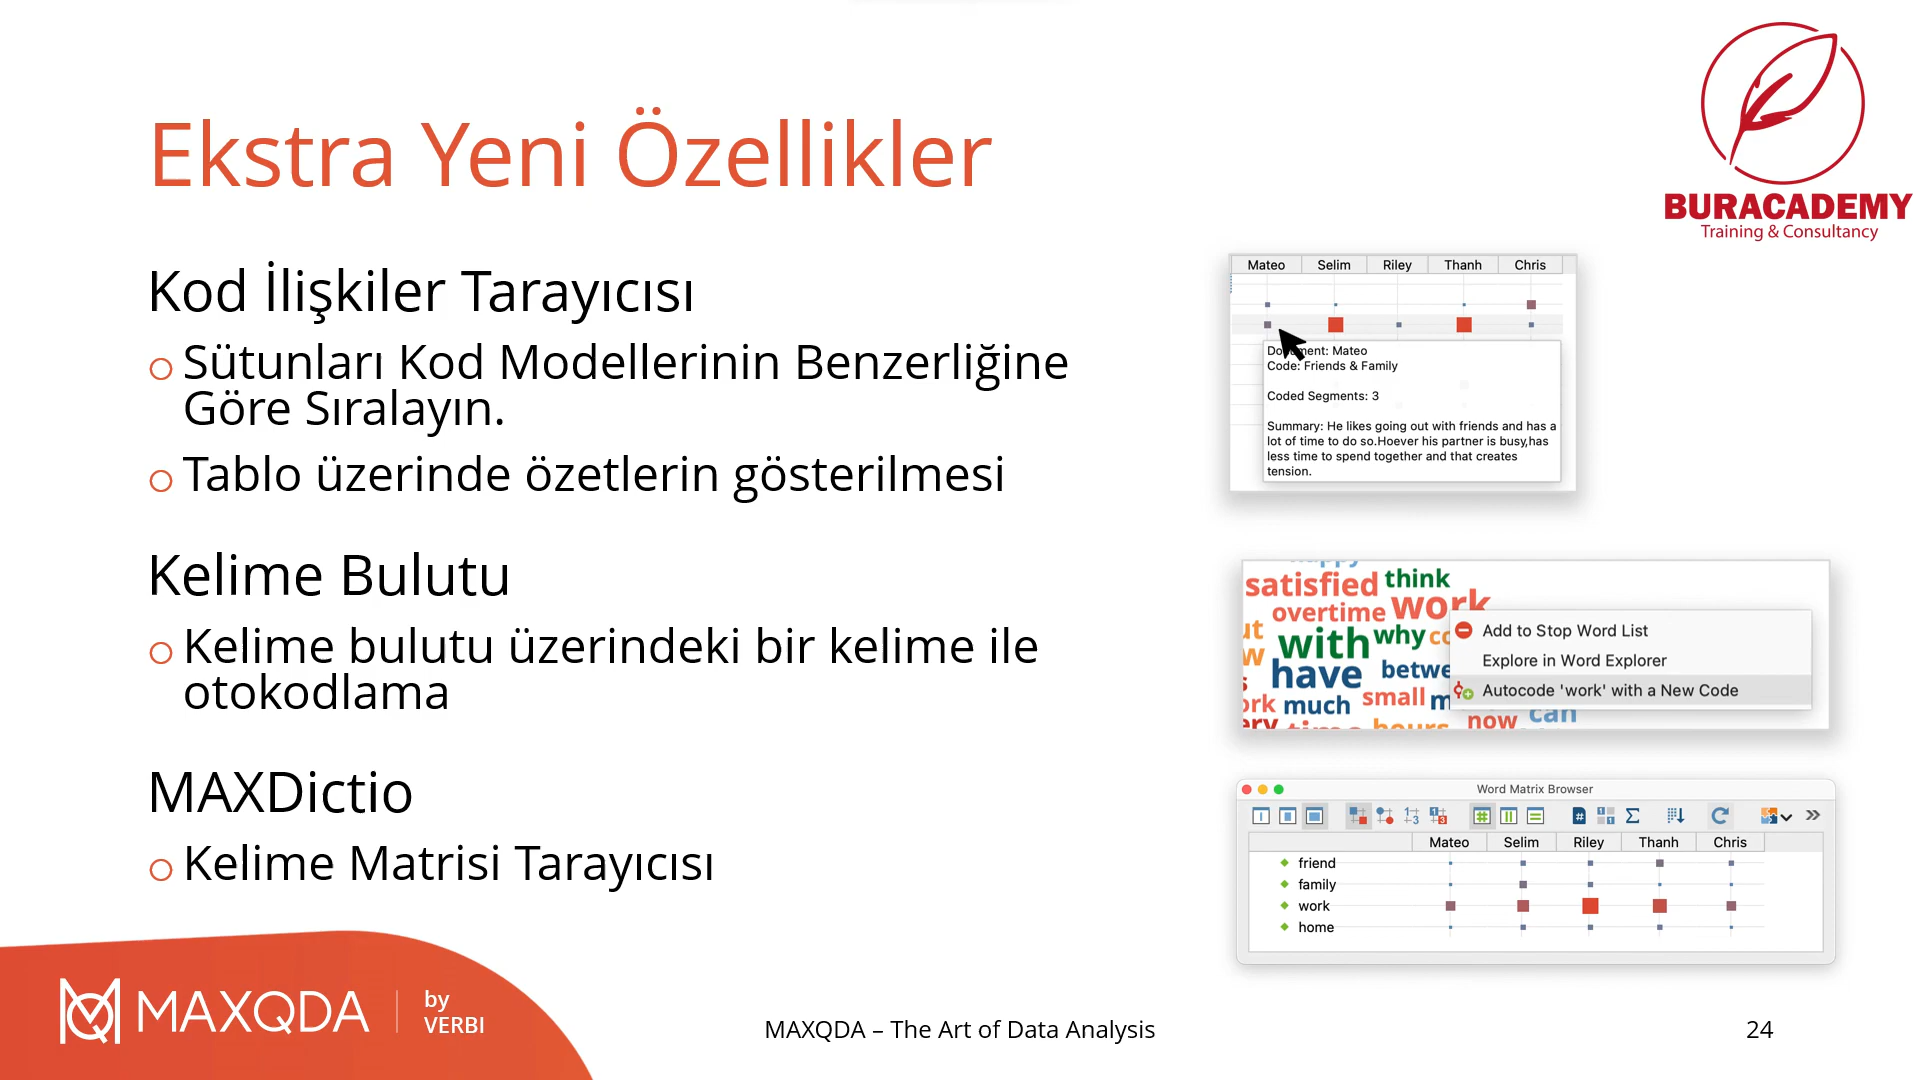 Ekstra Yeni Özellikler
BURACADEMY
Training & Consultancy
Kod İlişkiler Tarayıcısı
Sütunları Kod Modellerinin Benzerliğine
Göre Sıralayın.
Tablo üzerinde özetlerin gösterilmesi
Mateo Selim Riley Thanh Chris
Document: Mateo
Code: Friends & Family
Coded Segments: 3
Summary: He likes going out with friends and has a
lot of time to do so.Hoever his partner is busy,has
less time to spend together and that creates
tension.
Kelime Bulutu
Kelime bulutu üzerindeki bir kelime ile
otokodlama
happy
satisfied think
overtime work
with why
have
much small
time hours now can
Add to Stop Word List
Explore in Word Explorer
Autocode 'work' with a New Code
MAXDictio
Kelime Matrisi Tarayıcısı
Word Matrix Browser
Mateo Selim Riley Thanh Chris
friend
family
work
home
MAXQDA by
VERBI
MAXQDA – The Art of Data Analysis
24